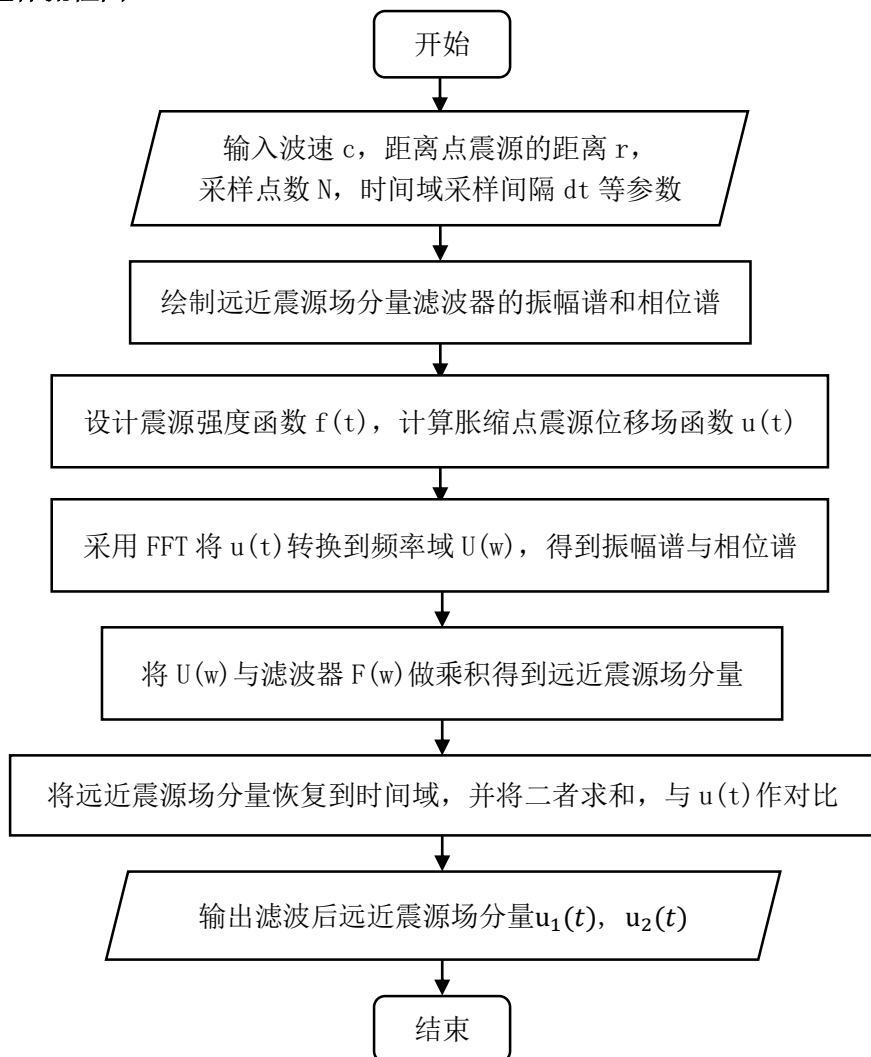 开始
输入波速 c，距离点震源的距离 r，
采样点数 N，时间域采样间隔 dt 等参数
绘制远近震源场分量滤波器的振幅谱和相位谱
设计震源强度函数 f(t)，计算胀缩点震源位移场函数 u(t)
采用 FFT 将 u(t)转换到频率域 U(w)，得到振幅谱与相位谱
将 U(w)与滤波器 F(w)做乘积得到远近震源场分量
将远近震源场分量恢复到时间域，并将二者求和，与 u(t)作对比
输出滤波后远近震源场分量u₁(t)，u₂(t)
结束